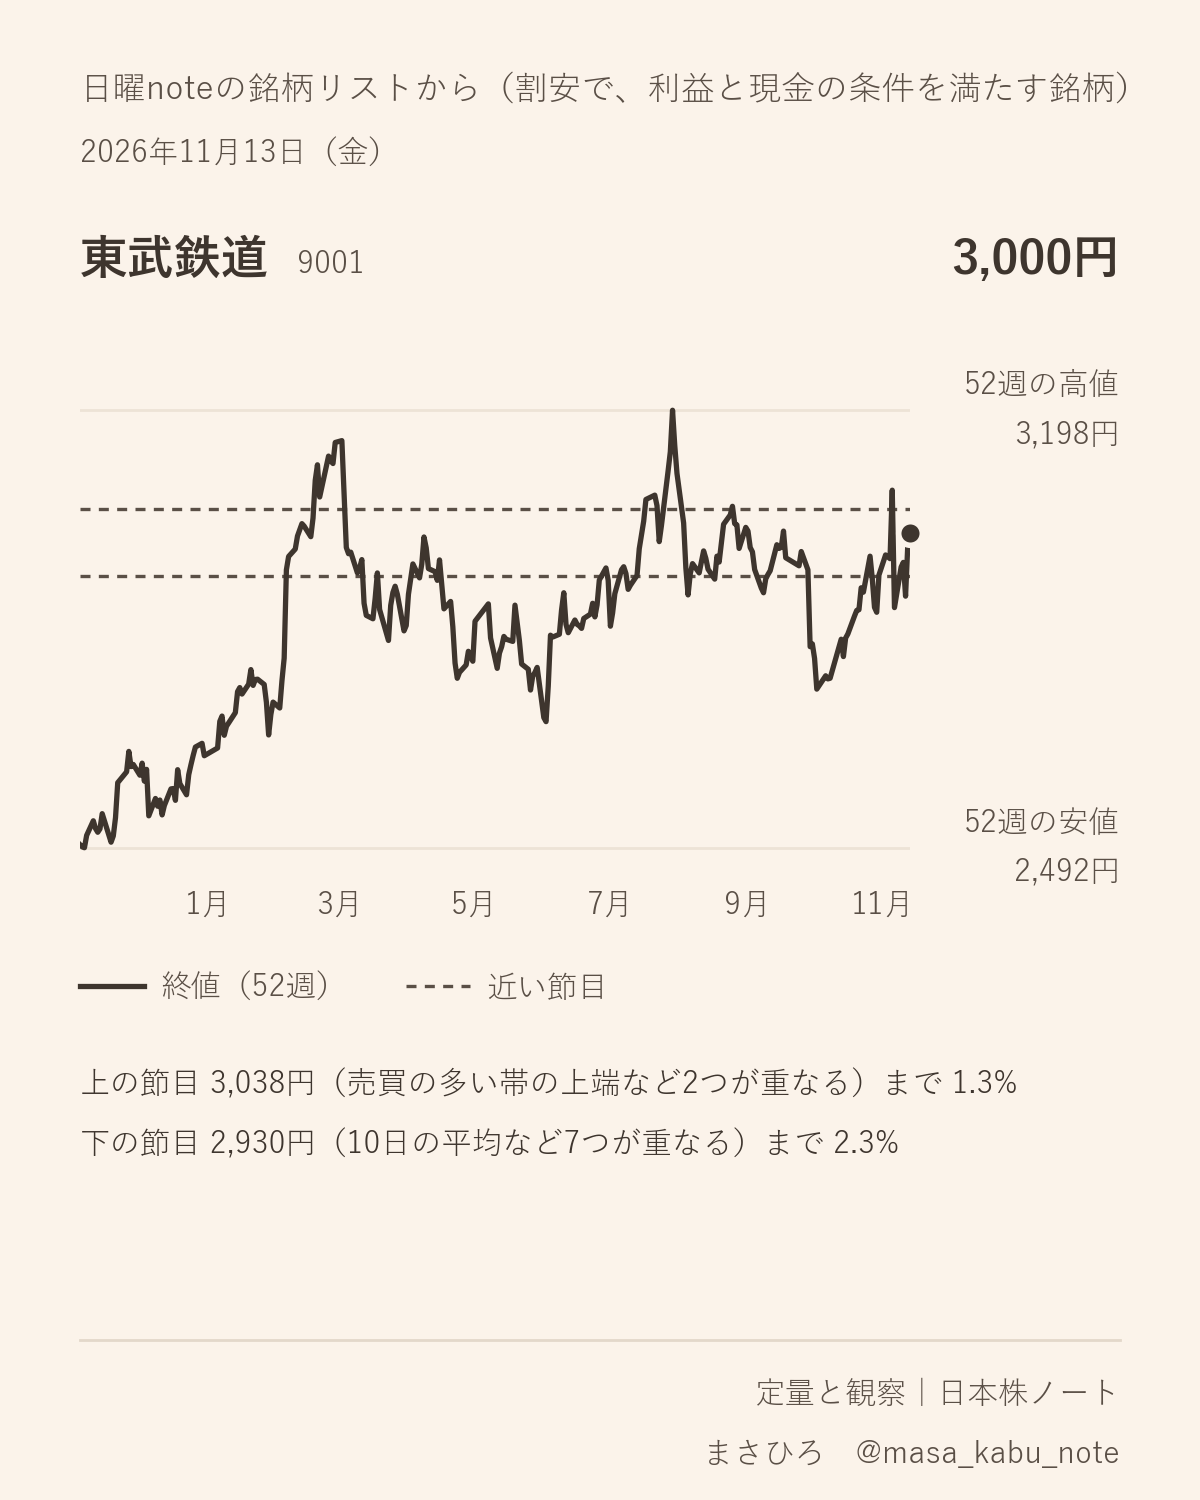 日曜noteの銘柄リストから（割安で、利益と現金の条件を満たす銘柄）
2026年11月13日（金）
東武鉄道 9001 3,000円
52週の高値
3,198円
52週の安値
2,492円
1月 3月 5月 7月 9月 11月
終値（52週） 近い節目
上の節目 3,038円（売買の多い帯の上端など2つが重なる）まで 1.3%
下の節目 2,930円（10日の平均など7つが重なる）まで 2.3%
定量と観察｜日本株ノート
まさひろ @masa_kabu_note